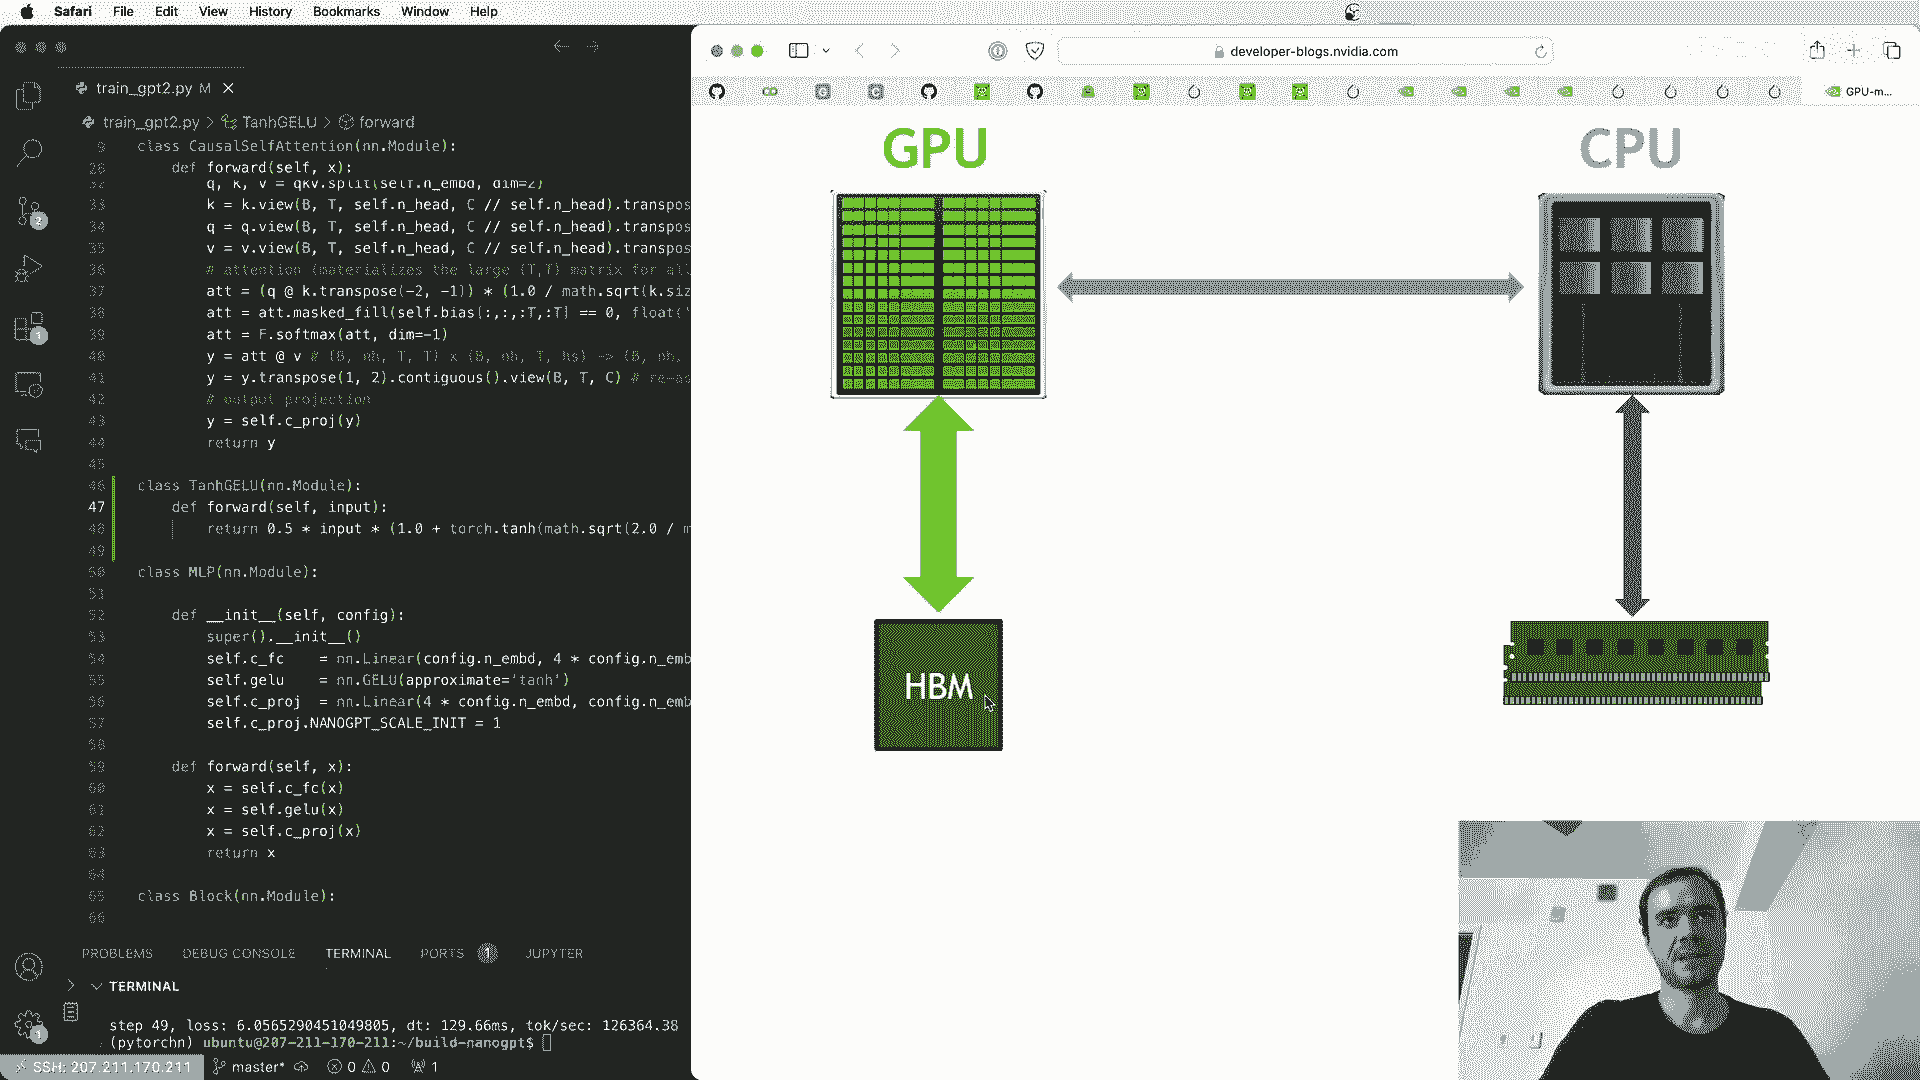 Safari File Edit View History Bookmarks Window Help
train_gpt2.py M
train_gpt2.py > TanhGELU > forward
9 class CausalSelfAttention(nn.Module):
26 def forward(self, x):
32 q, k, v = qkv.split(self.n_embd, dim=2)
33 k = k.view(B, T, self.n_head, C // self.n_head).transpos
34 q = q.view(B, T, self.n_head, C // self.n_head).transpos
35 v = v.view(B, T, self.n_head, C // self.n_head).transpos
36 # attention (materializes the large (T,T) matrix for al
37 att = (q @ k.transpose(-2, -1)) * (1.0 / math.sqrt(k.siz
38 att = att.masked_fill(self.bias[:,:,:T,:T] == 0, float('
39 att = F.softmax(att, dim=-1)
40 y = att @ v # (B, nh, T, T) x (B, nh, T, hs) -> (B, nh,
41 y = y.transpose(1, 2).contiguous().view(B, T, C) # re-as
42 # output projection
43 y = self.c_proj(y)
44 return y
45
46 class TanhGELU(nn.Module):
47 def forward(self, input):
48 return 0.5 * input * (1.0 + torch.tanh(math.sqrt(2.0 / m
49
50 class MLP(nn.Module):
51
52 def __init__(self, config):
53 super().__init__()
54 self.c_fc = nn.Linear(config.n_embd, 4 * config.n_emb
55 self.gelu = nn.GELU(approximate='tanh')
56 self.c_proj = nn.Linear(4 * config.n_embd, config.n_emb
57 self.c_proj.NANOGPT_SCALE_INIT = 1
58
59 def forward(self, x):
60 x = self.c_fc(x)
61 x = self.gelu(x)
62 x = self.c_proj(x)
63 return x
64
65 class Block(nn.Module):
66
PROBLEMS DEBUG CONSOLE TERMINAL PORTS 1 JUPYTER
TERMINAL
step 49, loss: 6.0565290451049805, dt: 129.66ms, tok/sec: 126364.38
(pytorchn) ubuntu@207-211-170-211:~/build-nanogpt$
SSH: 207.211.170.211 master* 0 0 1
2
1
1
developer-blogs.nvidia.com
GPU-m...
GPU
CPU
HBM